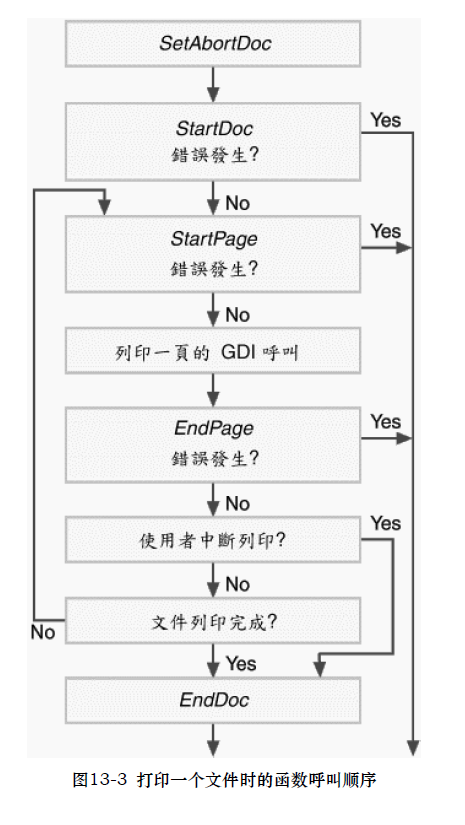 SetAbortDoc
StartDoc
錯誤發生?
Yes
No
StartPage
錯誤發生?
Yes
No
列印一頁的 GDI 呼叫
EndPage
錯誤發生?
Yes
No
使用者中斷列印?
Yes
No
文件列印完成?
No
Yes
EndDoc
图13-3 打印一个文件时的函数呼叫顺序